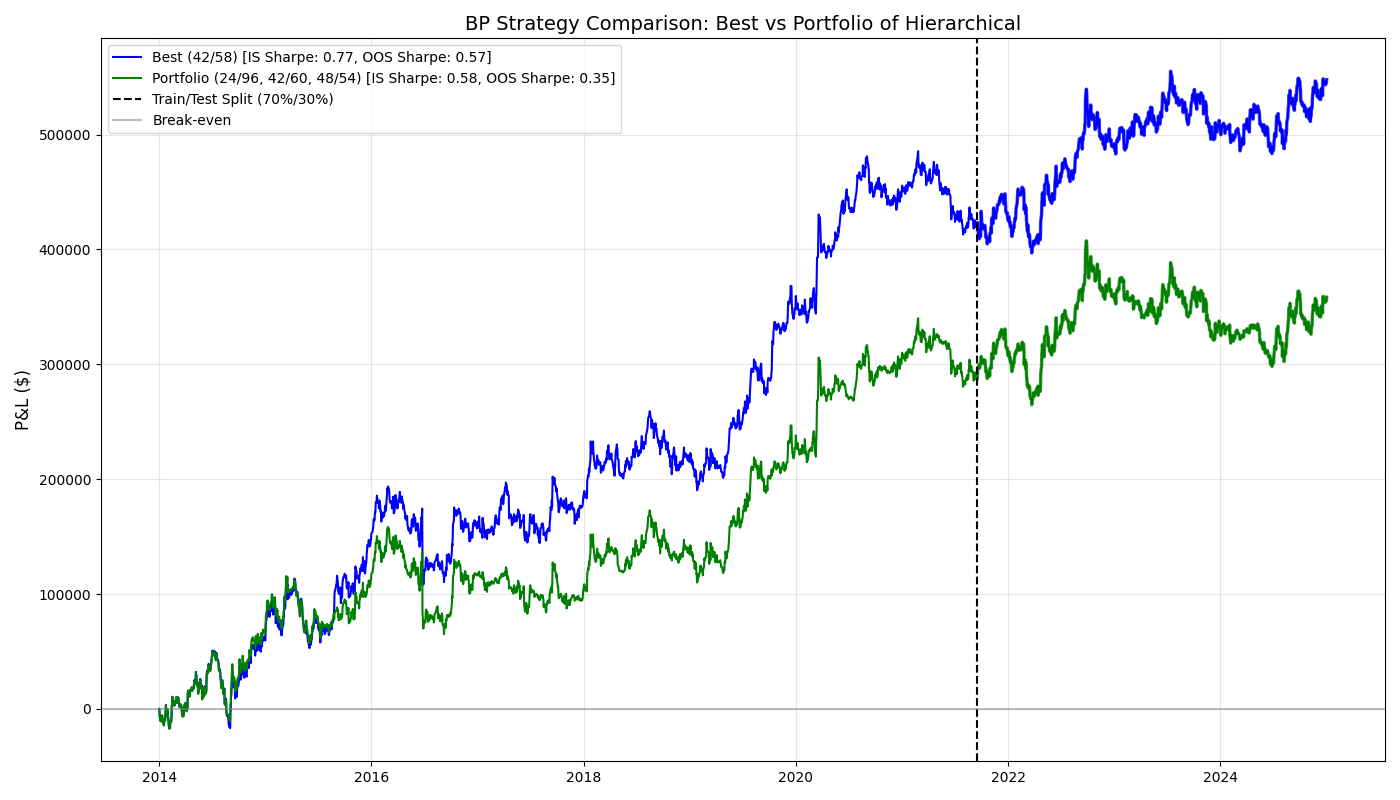 BP Strategy Comparison: Best vs Portfolio of Hierarchical
Best (42/58) [IS Sharpe: 0.77, OOS Sharpe: 0.57]
Portfolio (24/96, 42/60, 48/54) [IS Sharpe: 0.58, OOS Sharpe: 0.35]
Train/Test Split (70%/30%)
Break-even
P&L ($)
500000
400000
300000
200000
100000
0
2014
2016
2018
2020
2022
2024